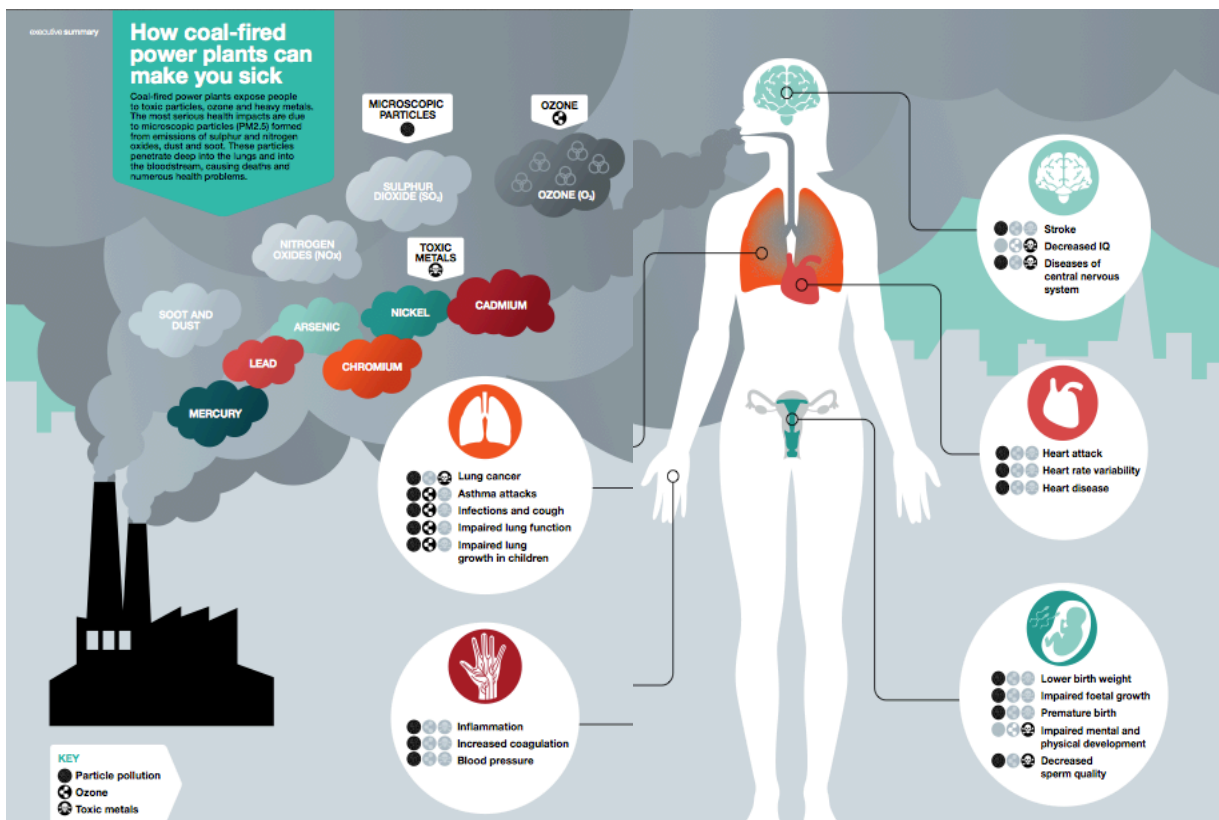 executive summary
How coal-fired
power plants can
make you sick
Coal-fired power plants expose people
to toxic particles, ozone and heavy metals.
The most serious health impacts are due
to microscopic particles (PM2.5) formed
from emissions of sulphur and nitrogen
oxides, dust and soot. These particles
penetrate deep into the lungs and into
the bloodstream, causing deaths and
numerous health problems.
MICROSCOPIC
PARTICLES
OZONE
SULPHUR
DIOXIDE (SO₂)
OZONE (O₃)
NITROGEN
OXIDES (NOx)
TOXIC
METALS
SOOT AND
DUST
ARSENIC
NICKEL
CADMIUM
LEAD
CHROMIUM
MERCURY
Lung cancer
Asthma attacks
Infections and cough
Impaired lung function
Impaired lung
growth in children
Inflammation
Increased coagulation
Blood pressure
KEY
Particle pollution
Ozone
Toxic metals
Stroke
Decreased IQ
Diseases of
central nervous
system
Heart attack
Heart rate variability
Heart disease
Lower birth weight
Impaired foetal growth
Premature birth
Impaired mental and
physical development
Decreased
sperm quality